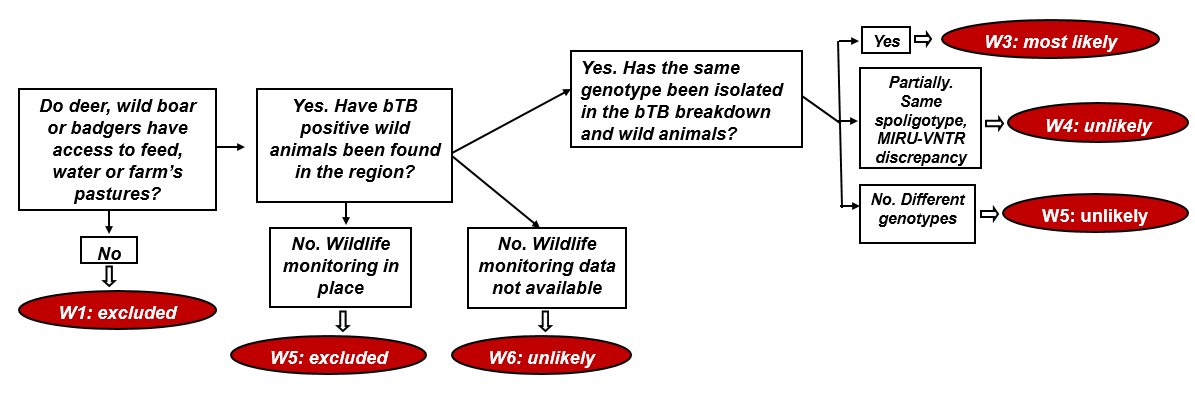 Do deer, wild boar
or badgers have
access to feed,
water or farm's
pastures?
No
W1: excluded
Yes. Have bTB
positive wild
animals been found
in the region?
No. Wildlife
monitoring in
place
W5: excluded
No. Wildlife
monitoring data
not available
W6: unlikely
Yes. Has the same
genotype been isolated
in the bTB breakdown
and wild animals?
Yes
W3: most likely
Partially.
Same
spoligotype,
MIRU-VNTR
discrepancy
W4: unlikely
No. Different
genotypes
W5: unlikely